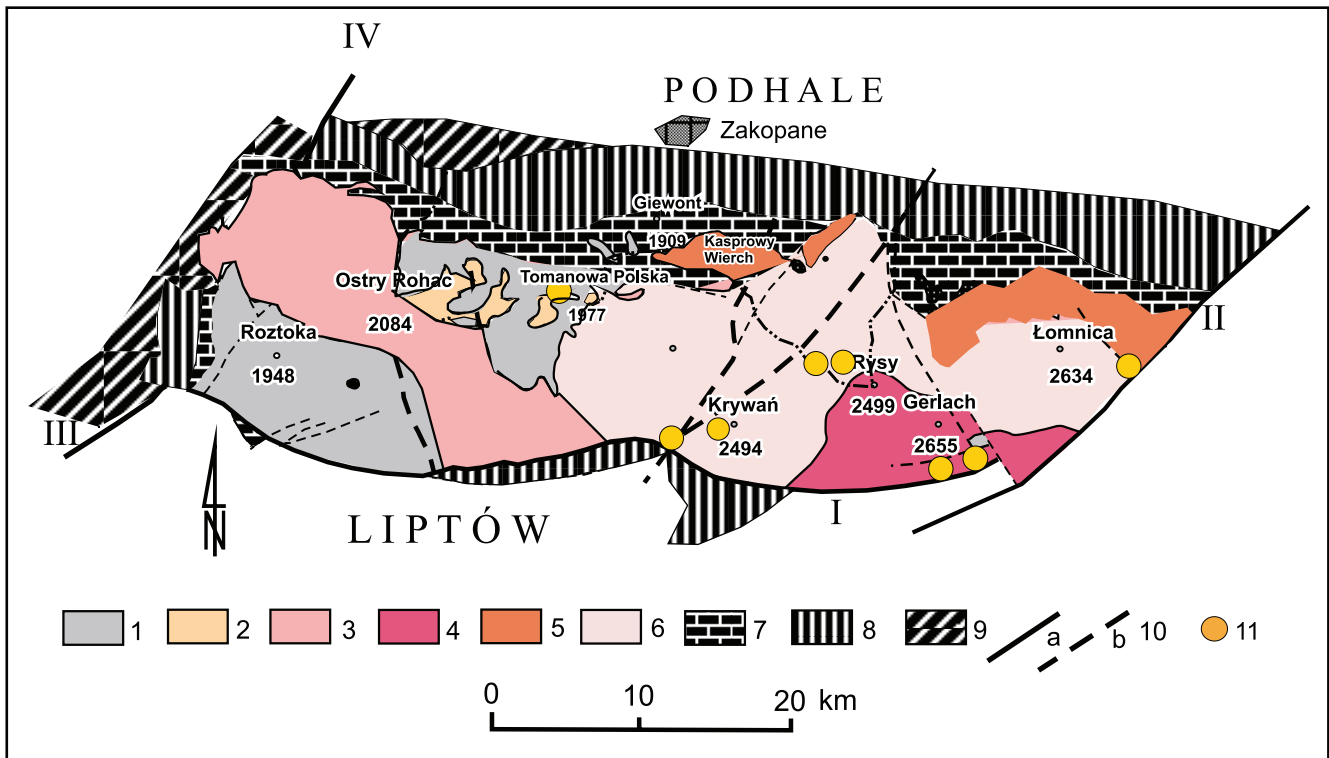 IV
PODHALE
Zakopane
Giewont
1909
Kasprowy
Wierch
Ostry Rohac
Tomanowa Polska
1977
2084
Roztoka
1948
Łomnica
2634
II
Rysy
2499
Gerlach
2655
Krywań
2494
III
I
N
LIPTÓW
1 2 3 4 5 6 7 8 9 a b 10 11
0 10 20 km